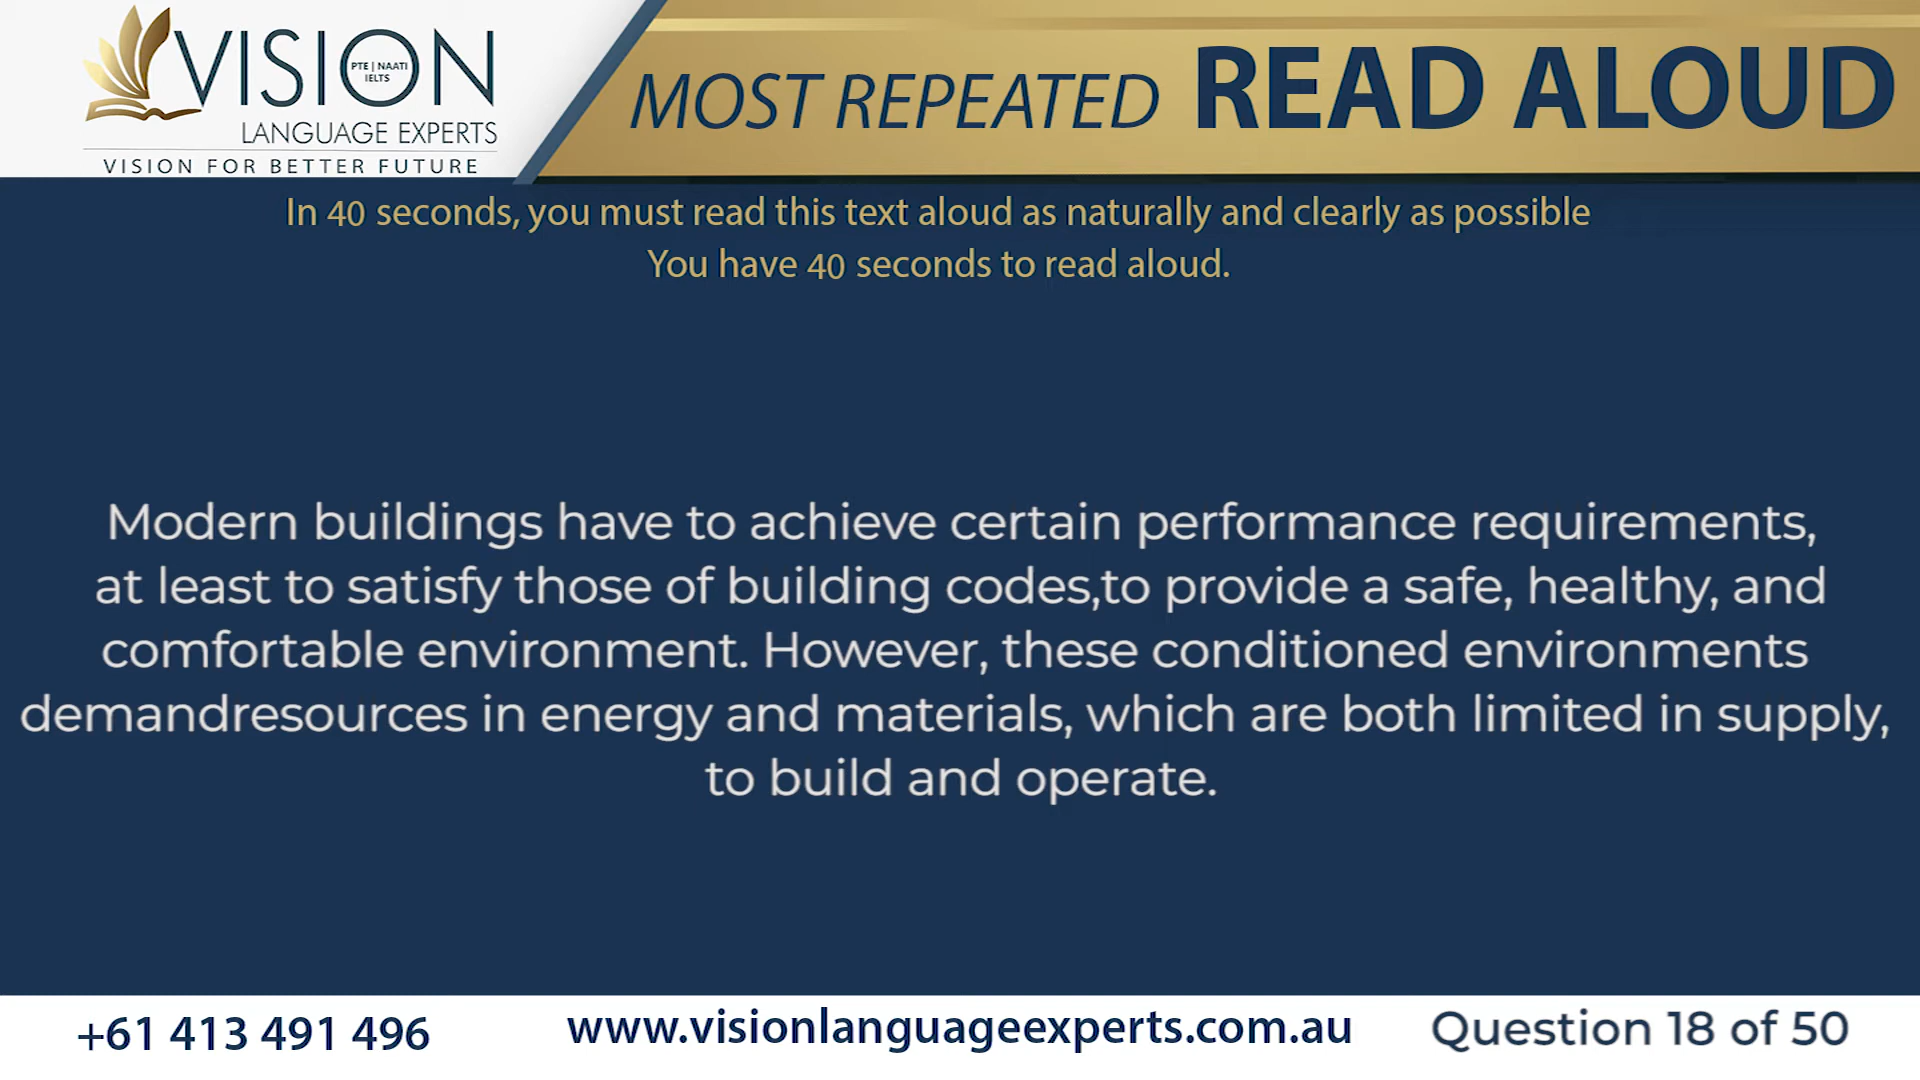 VISION
PTE | NAATI
IELTS
LANGUAGE EXPERTS
VISION FOR BETTER FUTURE
MOST REPEATED READ ALOUD
In 40 seconds, you must read this text aloud as naturally and clearly as possible
You have 40 seconds to read aloud.
Modern buildings have to achieve certain performance requirements,
at least to satisfy those of building codes,to provide a safe, healthy, and
comfortable environment. However, these conditioned environments
demandresources in energy and materials, which are both limited in supply,
to build and operate.
+61 413 491 496
www.visionlanguageexperts.com.au
Question 18 of 50